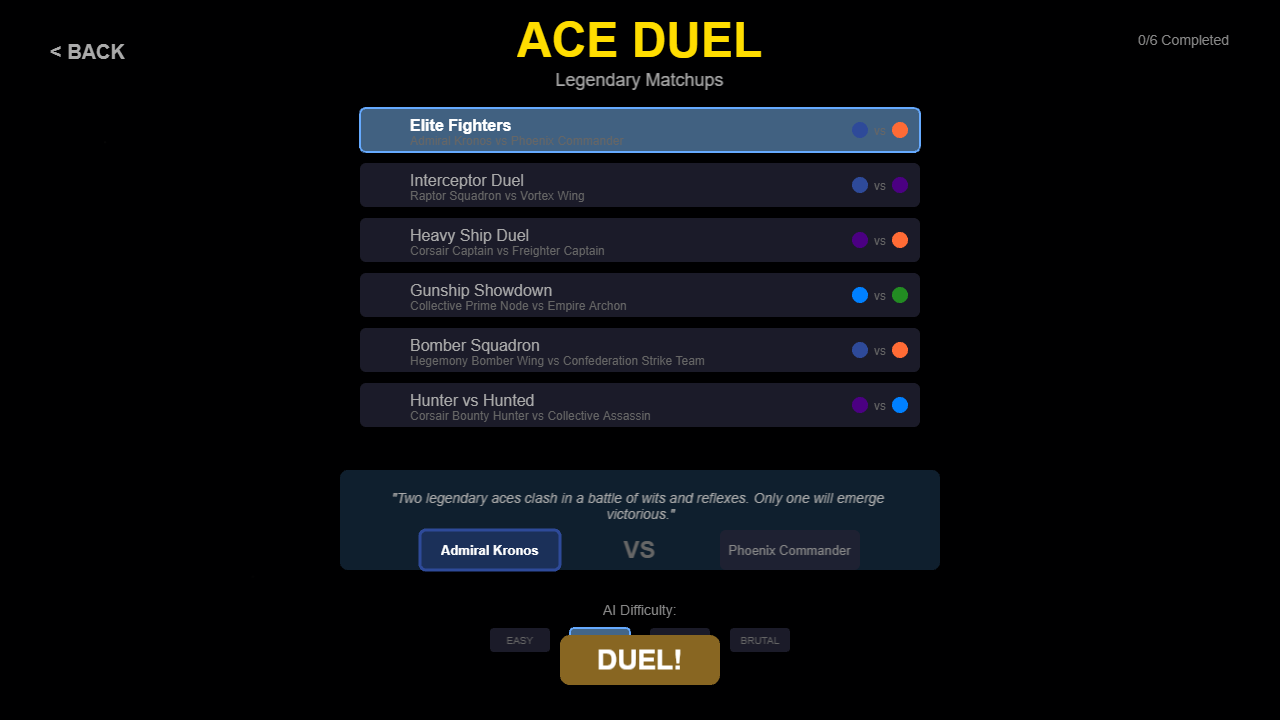 < BACK
ACE DUEL
0/6 Completed
Legendary Matchups
Elite Fighters
Admiral Kronos vs Phoenix Commander
vs
Interceptor Duel
Raptor Squadron vs Vortex Wing
vs
Heavy Ship Duel
Corsair Captain vs Freighter Captain
vs
Gunship Showdown
Collective Prime Node vs Empire Archon
vs
Bomber Squadron
Hegemony Bomber Wing vs Confederation Strike Team
vs
Hunter vs Hunted
Corsair Bounty Hunter vs Collective Assassin
vs
"Two legendary aces clash in a battle of wits and reflexes. Only one will emerge
victorious."
Admiral Kronos
VS
Phoenix Commander
AI Difficulty:
EASY
BRUTAL
DUEL!